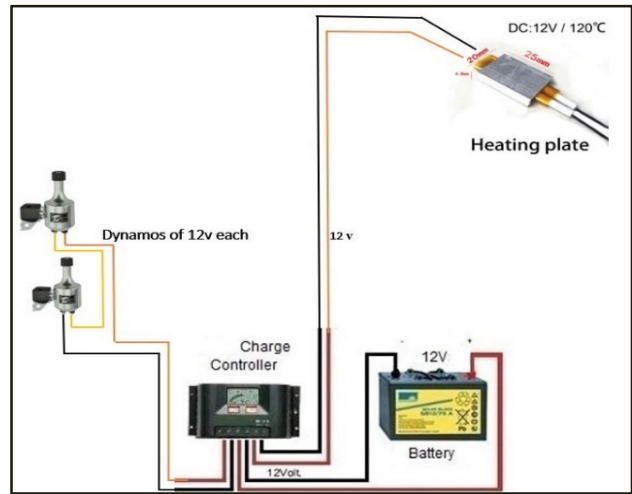 DC:12V / 120℃
20mm
25mm
Heating plate
Dynamos of 12v each
12 v
Charge
Controller
- +
12V
12Volt,
Battery